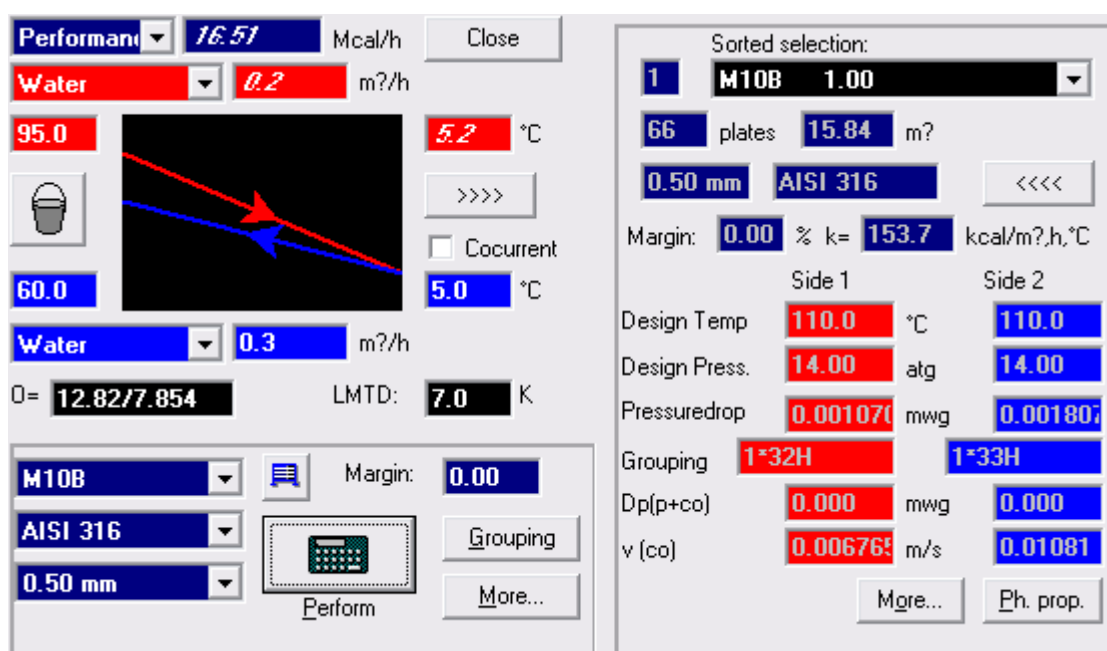 Performan 16.51 Mcal/h Close
Water 0.2 m?/h
95.0 5.2 °C
>>>>
Cocurrent
60.0 5.0 °C
Water 0.3 m?/h
O= 12.82/7.854 LMTD: 7.0 K
M10B Margin: 0.00
AISI 316 Grouping
0.50 mm Perform More...
Sorted selection:
1 M10B 1.00
66 plates 15.84 m?
0.50 mm AISI 316 <<<<
Margin: 0.00 % k= 153.7 kcal/m?,h,°C
Side 1 Side 2
Design Temp 110.0 °C 110.0
Design Press. 14.00 atg 14.00
Pressuredrop 0.001070 mwg 0.001807
Grouping 1*32H 1*33H
Dp(p+co) 0.000 mwg 0.000
v (co) 0.006765 m/s 0.01081
More... Ph. prop.